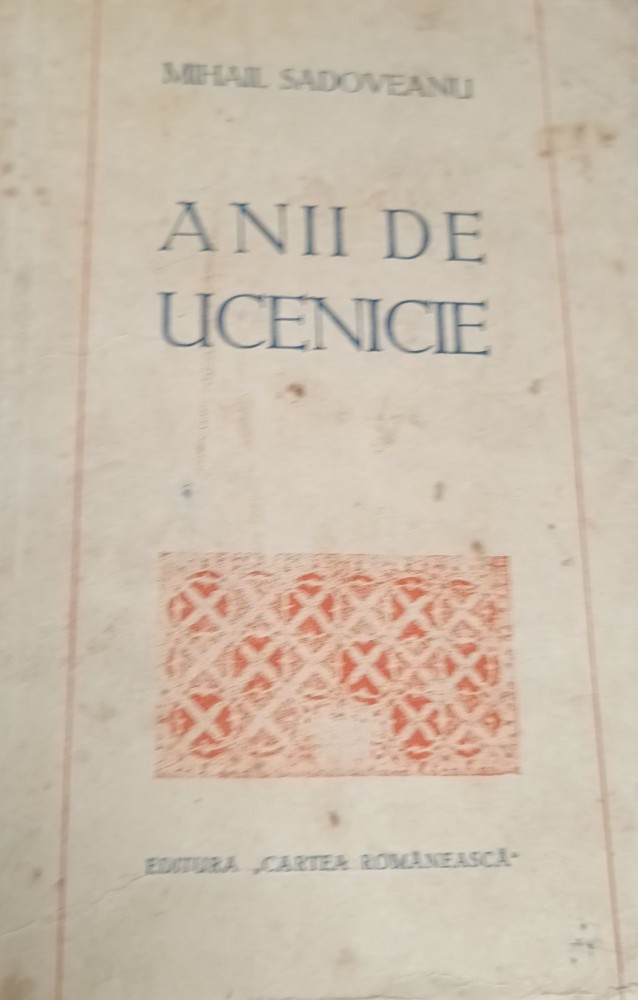 MIHAIL SADOVEANU
ANII DE
UCENICIE
EDITURA „CARTEA ROMÂNEASCĂ"